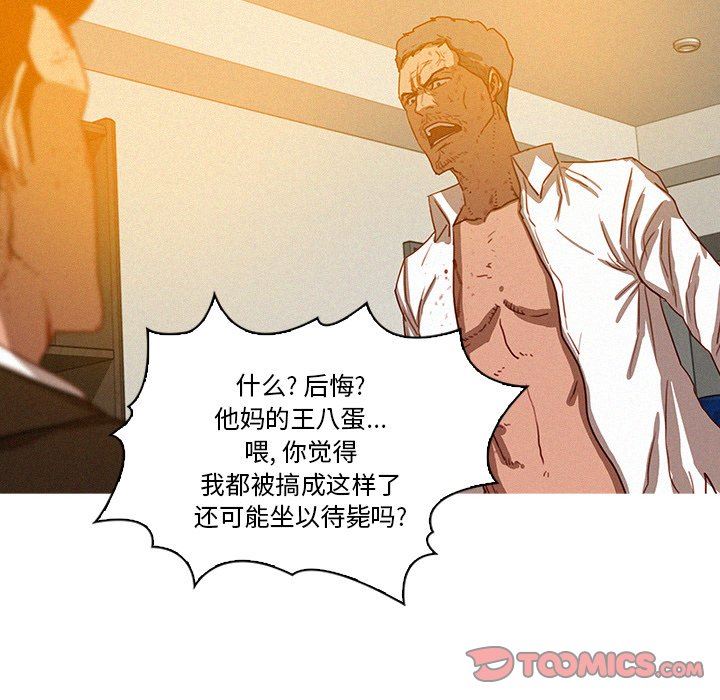 什么? 后悔?
他妈的王八蛋...
喂, 你觉得
我都被搞成这样了
还可能坐以待毙吗?
TOOMICS.COM